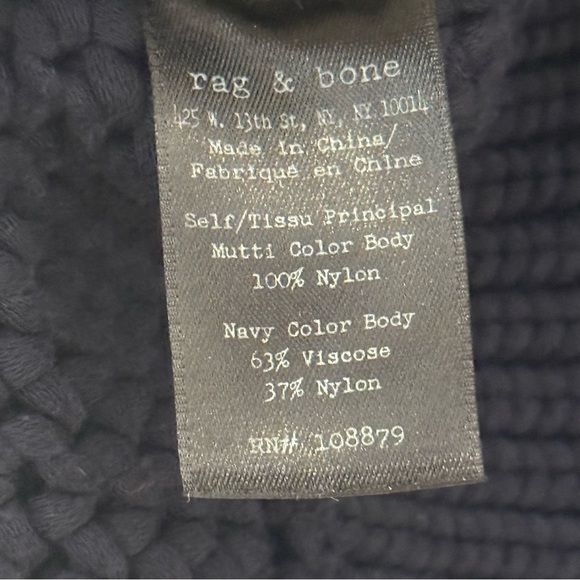 rag & bone
425 W. 13th St, NY, NY 10014
Made in China/
Fabriqué en Chine
Self/Tissu Principal
Mutti Color Body
100% Nylon
Navy Color Body
63% Viscose
37% Nylon
RN# 108879